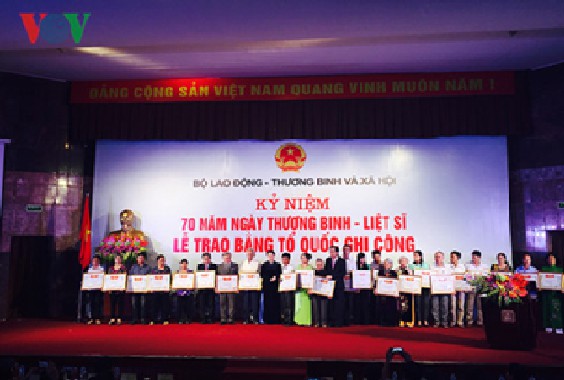 VOV
ĐẢNG CỘNG SẢN VIỆT NAM QUANG VINH MUÔN NĂM !
BỘ LAO ĐỘNG - THƯƠNG BINH VÀ XÃ HỘI
KỶ NIỆM
70 NĂM NGÀY THƯƠNG BINH - LIỆT SĨ
LỄ TRAO BẰNG TỔ QUỐC GHI CÔNG